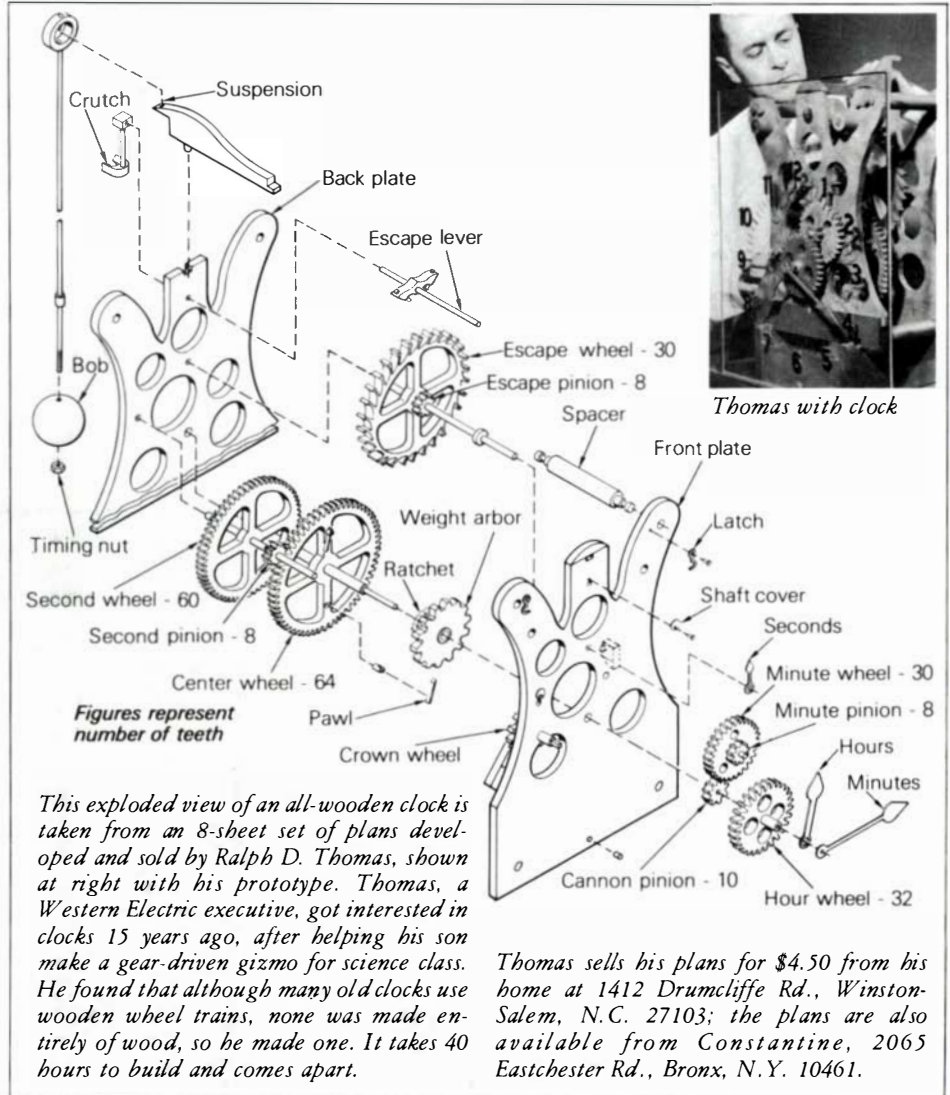 Crutch
Suspension
Back plate
Escape lever
Bob
Escape wheel - 30
Escape pinion - 8
Spacer
Thomas with clock
Front plate
Timing nut
Weight arbor
Latch
Ratchet
Second wheel - 60
Shaft cover
Second pinion - 8
Seconds
Center wheel - 64
Minute wheel - 30
Figures represent
number of teeth
Pawl
Minute pinion - 8
Crown wheel
Hours
Minutes
Cannon pinion - 10
Hour wheel - 32
This exploded view of an all-wooden clock is
taken from an 8-sheet set of plans devel-
oped and sold by Ralph D. Thomas, shown
at right with his prototype. Thomas, a
Western Electric executive, got interested in
clocks 15 years ago, after helping his son
make a gear-driven gizmo for science class.
He found that although many old clocks use
wooden wheel trains, none was made en-
tirely of wood, so he made one. It takes 40
hours to build and comes apart.
Thomas sells his plans for $4.50 from his
home at 1412 Drumcliffe Rd., Winston-
Salem, N.C. 27103; the plans are also
available from Constantine, 2065
Eastchester Rd., Bronx, N.Y. 10461.